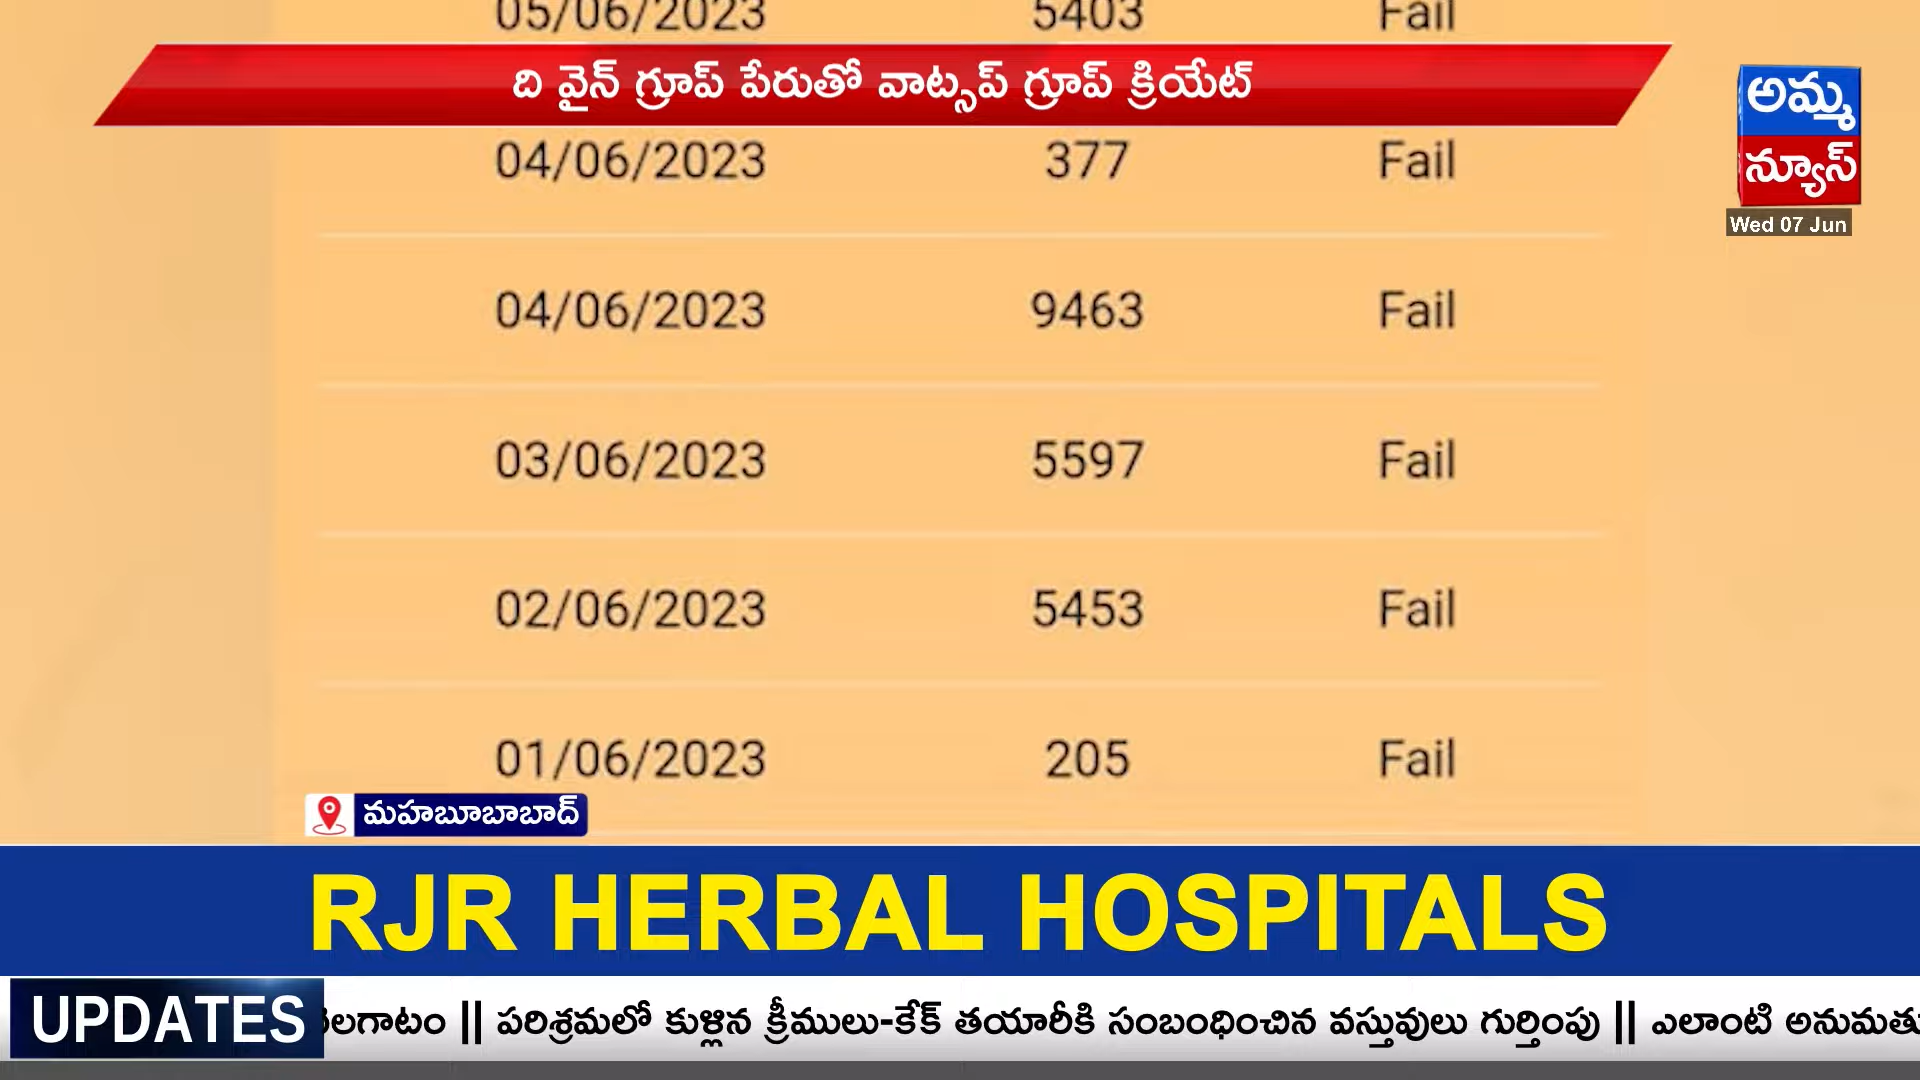 05/06/2023 5403 Fail
ది వైన్ గ్రూప్ పేరుతో వాట్సప్ గ్రూప్ క్రియేట్
అమ్మ
న్యూస్
Wed 07 Jun
04/06/2023 377 Fail
04/06/2023 9463 Fail
03/06/2023 5597 Fail
02/06/2023 5453 Fail
01/06/2023 205 Fail
మహబూబాబాద్
RJR HERBAL HOSPITALS
UPDATES || పరిశ్రమలో కుళ్లిన క్రీములు-కేక్ తయారీకి సంబంధించిన వస్తువులు గుర్తింపు || ఎలాంటి